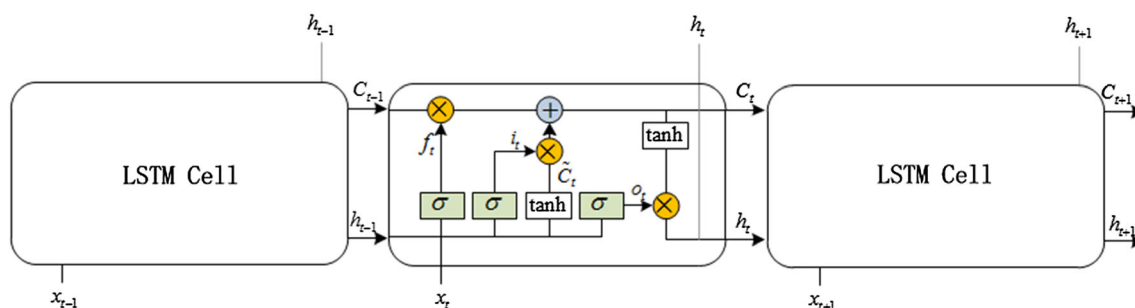 h_{t-1}
h_t
h_{t+1}
C_{t-1}
×
+
C_t
C_{t+1}
f_t
i_t
×
tanh
LSTM Cell
C̃_t
LSTM Cell
σ
σ
tanh
σ
o_t
×
h_{t-1}
h_t
h_{t+1}
x_{t-1}
x_t
x_{t+1}